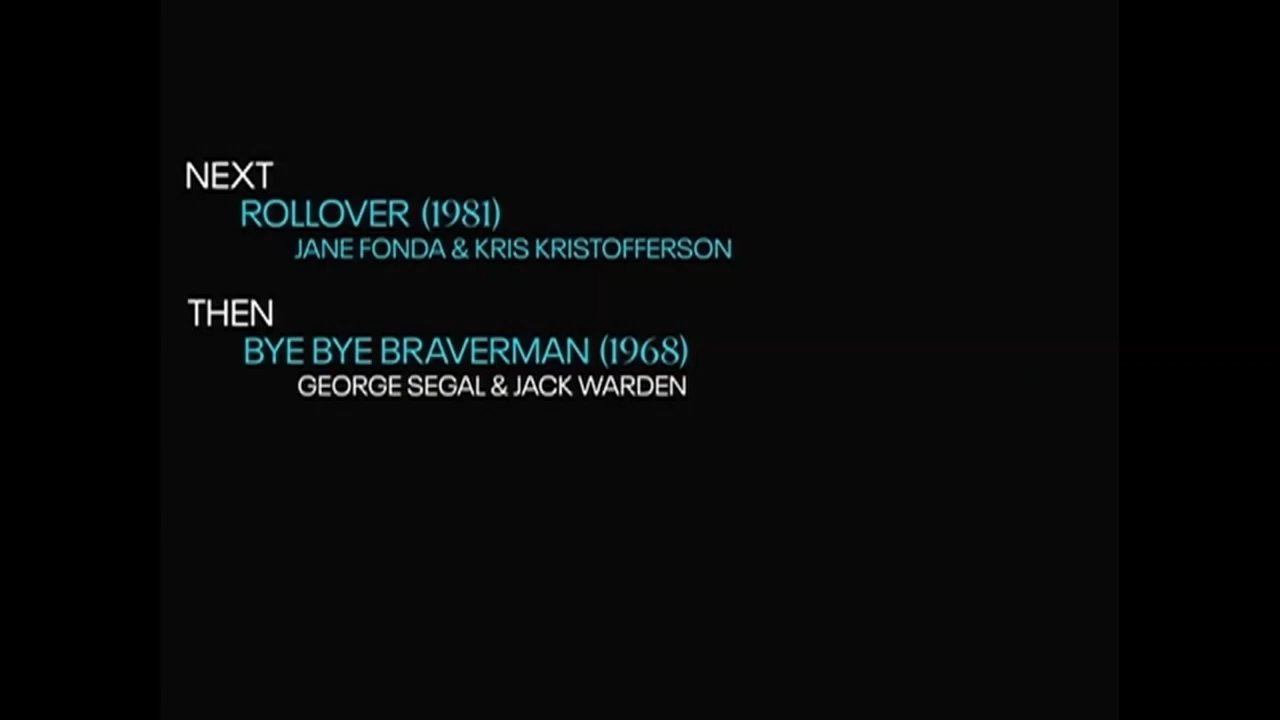 NEXT
ROLLOVER (1981)
JANE FONDA & KRIS KRISTOFFERSON
THEN
BYE BYE BRAVERMAN (1968)
GEORGE SEGAL & JACK WARDEN